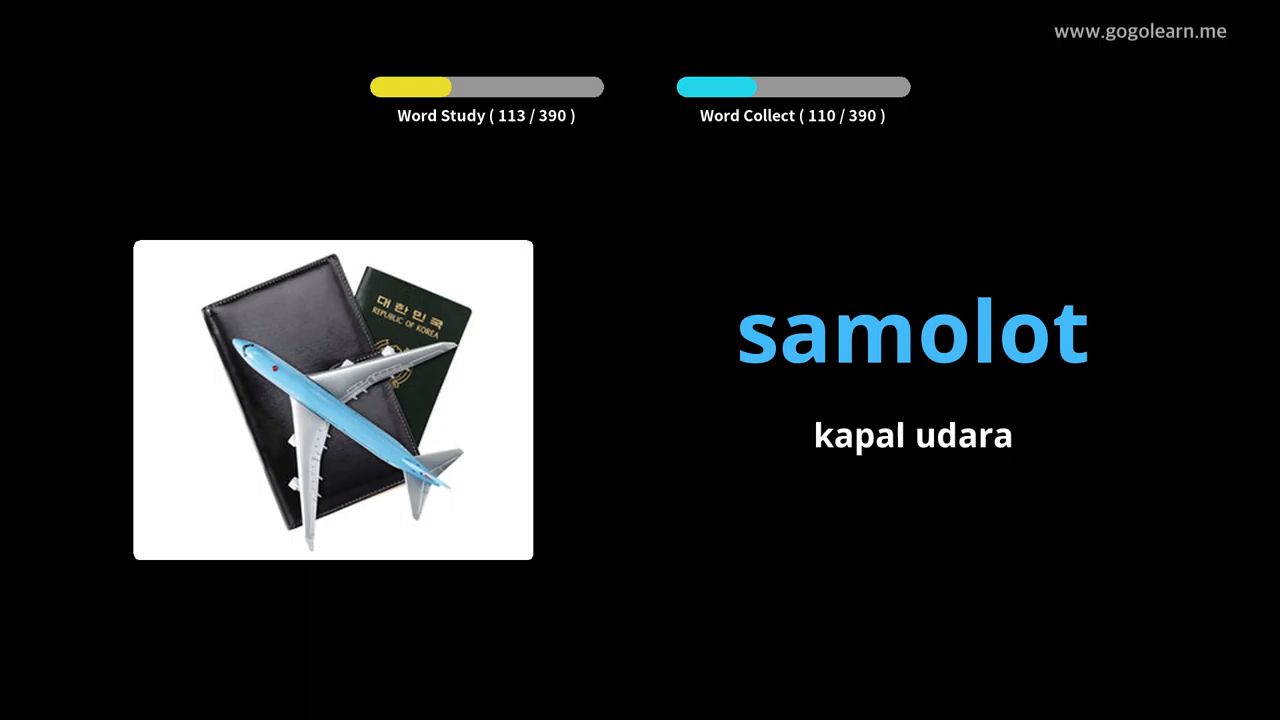 www.gogolearn.me
Word Study ( 113 / 390 )
Word Collect ( 110 / 390 )
대한민국
REPUBLIC OF KOREA
samolot
kapal udara